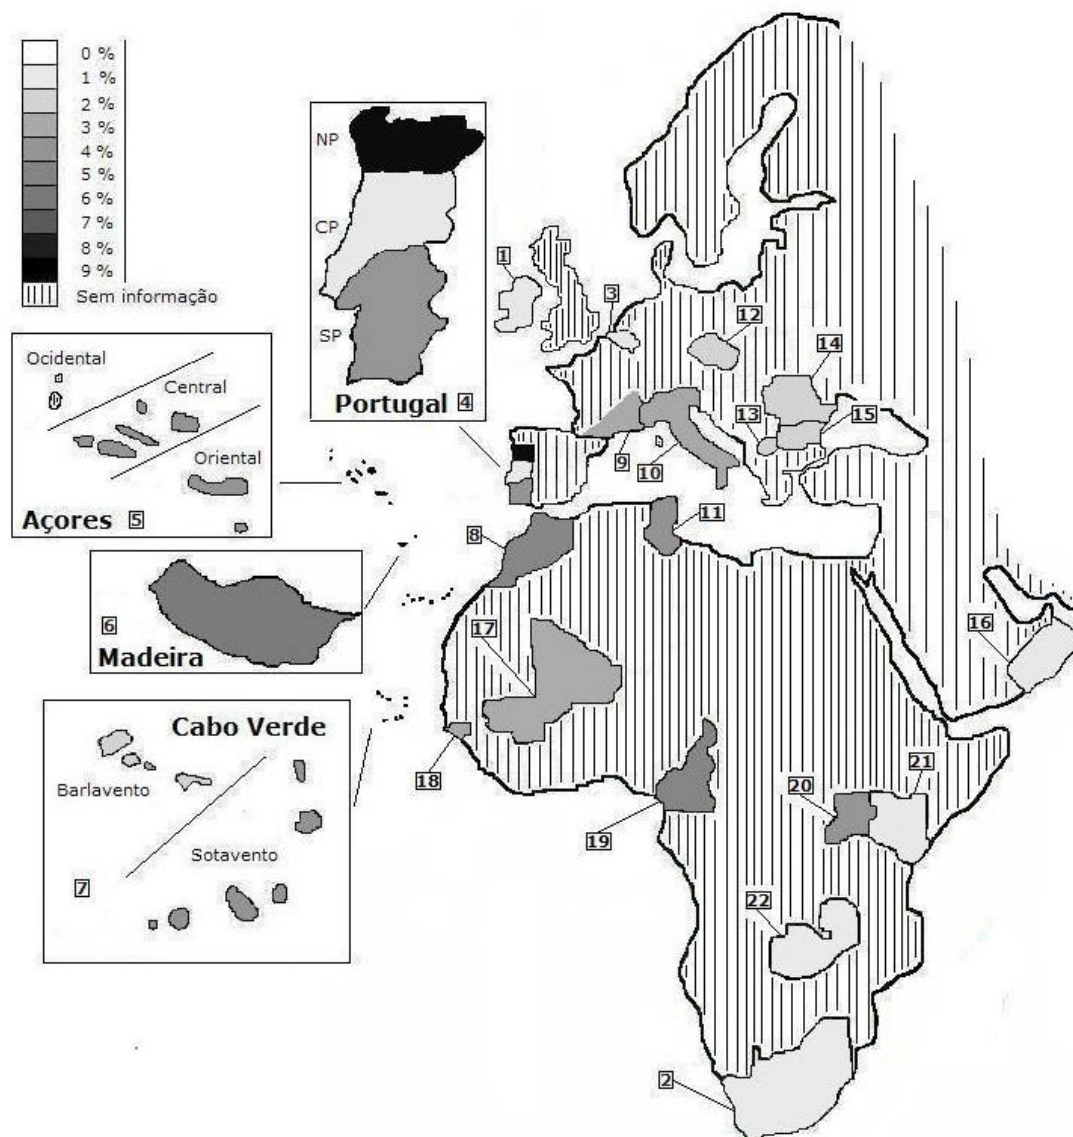 0 %
1 %
2 %
3 %
4 %
5 %
6 %
7 %
8 %
9 %
Sem informação
NP
CP
SP
Portugal 4
Ocidental
Central
Oriental
Açores 5
6
Madeira
Cabo Verde
Barlavento
Sotavento
7
1
3
12
14
13
15
9
10
8
11
16
17
18
19
20
21
22
2